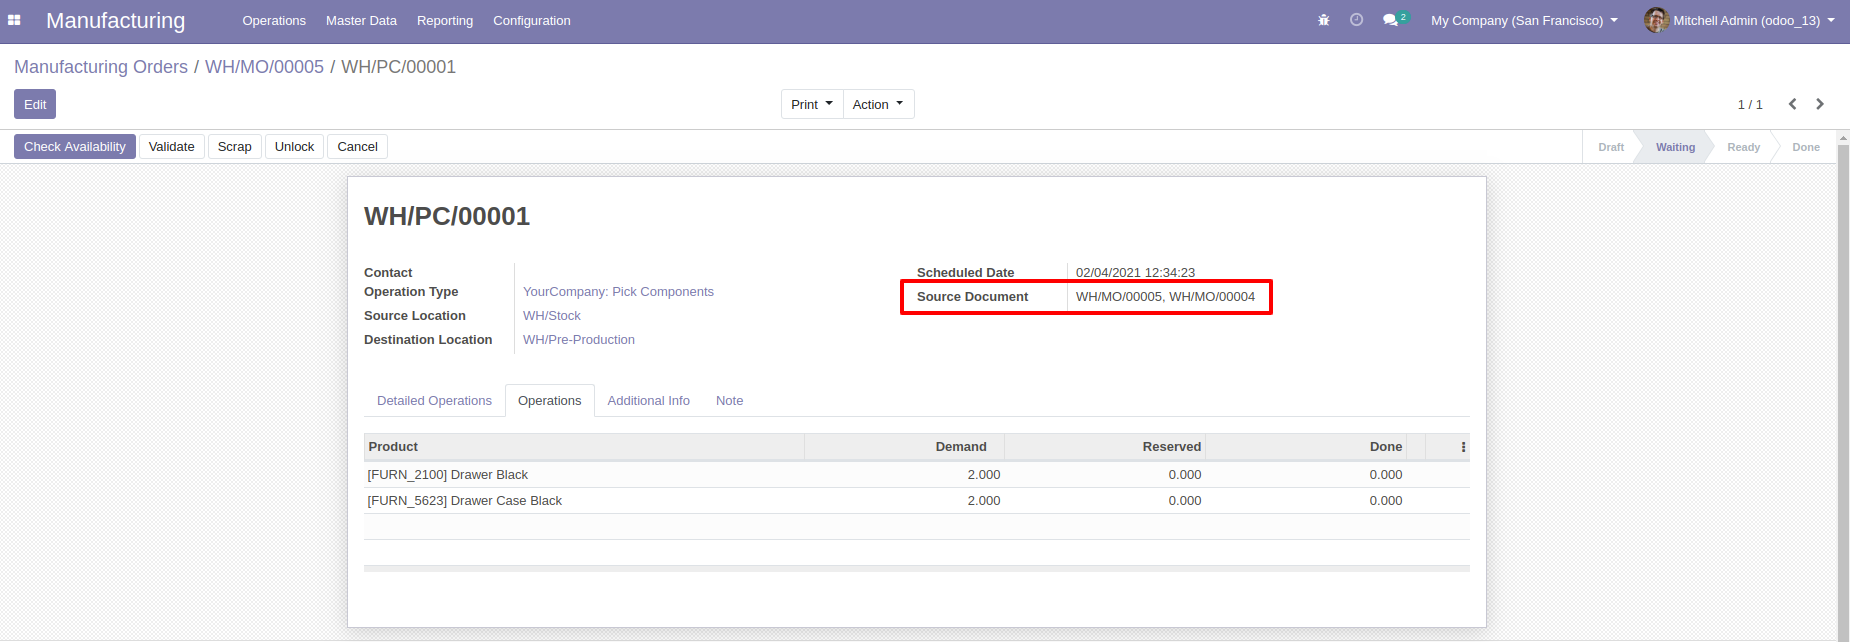 Manufacturing Operations Master Data Reporting Configuration 2 My Company (San Francisco) Mitchell Admin (odoo_13)
Manufacturing Orders / WH/MO/00005 / WH/PC/00001
Edit Print Action 1 / 1
Check Availability Validate Scrap Unlock Cancel Draft Waiting Ready Done
WH/PC/00001
Contact
Operation Type YourCompany: Pick Components
Source Location WH/Stock
Destination Location WH/Pre-Production
Scheduled Date 02/04/2021 12:34:23
Source Document WH/MO/00005, WH/MO/00004
Detailed Operations Operations Additional Info Note
Product Demand Reserved Done
[FURN_2100] Drawer Black 2.000 0.000 0.000
[FURN_5623] Drawer Case Black 2.000 0.000 0.000